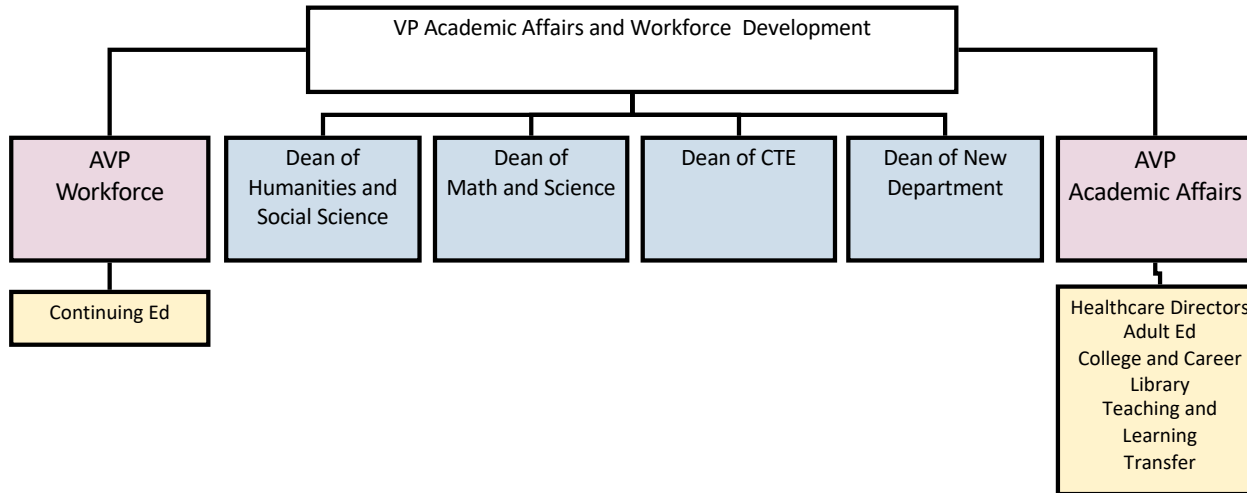 VP Academic Affairs and Workforce Development
AVP
Workforce
Dean of
Humanities and
Social Science
Dean of
Math and Science
Dean of CTE
Dean of New
Department
AVP
Academic Affairs
Continuing Ed
Healthcare Directors
Adult Ed
College and Career
Library
Teaching and
Learning
Transfer